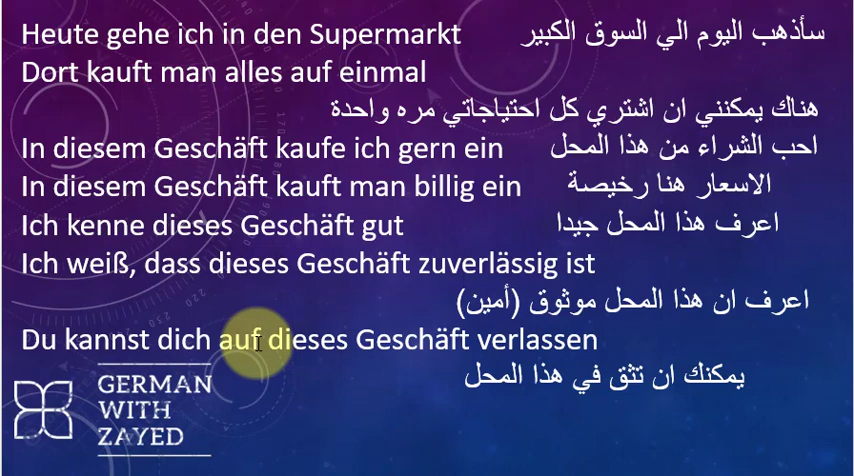 Heute gehe ich in den Supermarkt سأذهب اليوم الي السوق الكبير
Dort kauft man alles auf einmal
هناك يمكنني ان اشتري كل احتياجاتي مره واحدة
In diesem Geschäft kaufe ich gern ein احب الشراء من هذا المحل
In diesem Geschäft kauft man billig ein الاسعار هنا رخيصة
Ich kenne dieses Geschäft gut اعرف هذا المحل جيدا
Ich weiß, dass dieses Geschäft zuverlässig ist
اعرف ان هذا المحل موثوق (أمين)
Du kannst dich auf dieses Geschäft verlassen
يمكنك ان تثق في هذا المحل
GERMAN
WITH
ZAYED